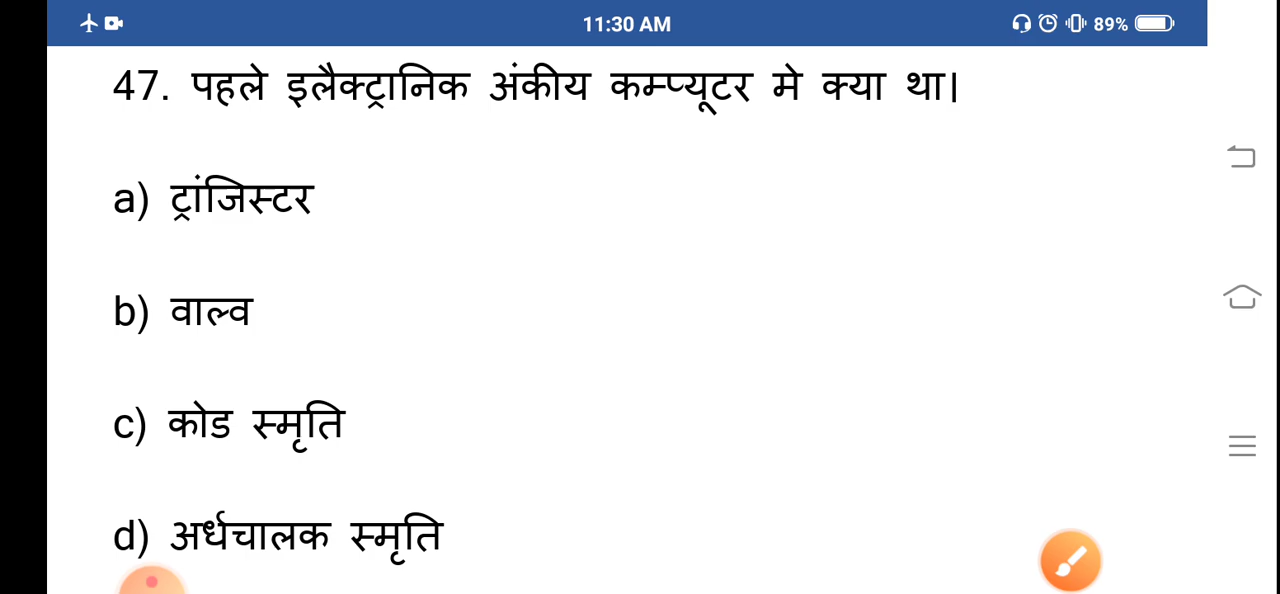 11:30 AM 89%
47. पहले इलैक्ट्रानिक अंकीय कम्प्यूटर मे क्या था।
a) ट्रांजिस्टर
b) वाल्व
c) कोड स्मृति
d) अर्धचालक स्मृति